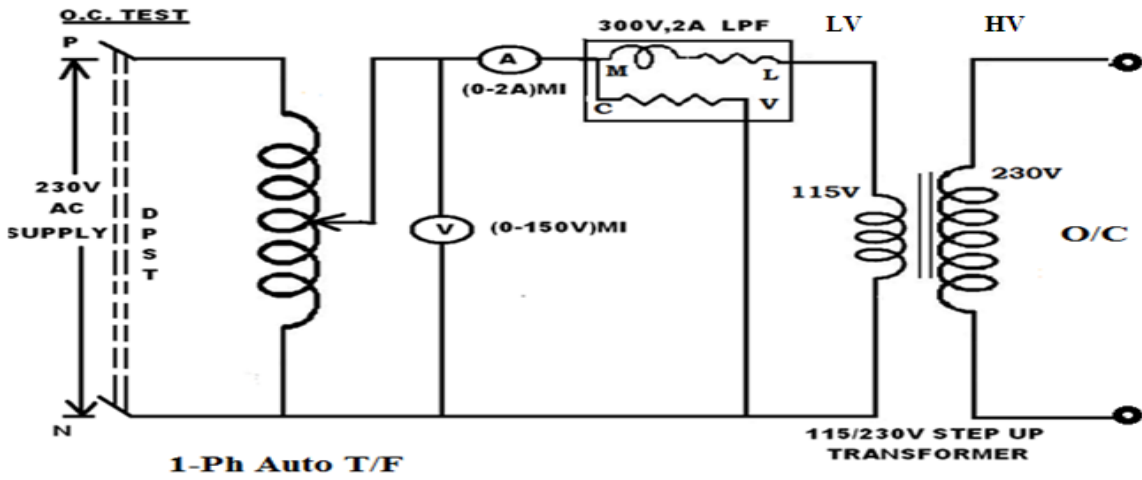 O.C. TEST
P
300V,2A LPF
LV
HV
A
M
L
(0-2A)MI
C
V
230V
AC
SUPPLY
DPST
115V
230V
V
(0-150V)MI
O/C
N
115/230V STEP UP
TRANSFORMER
1-Ph Auto T/F